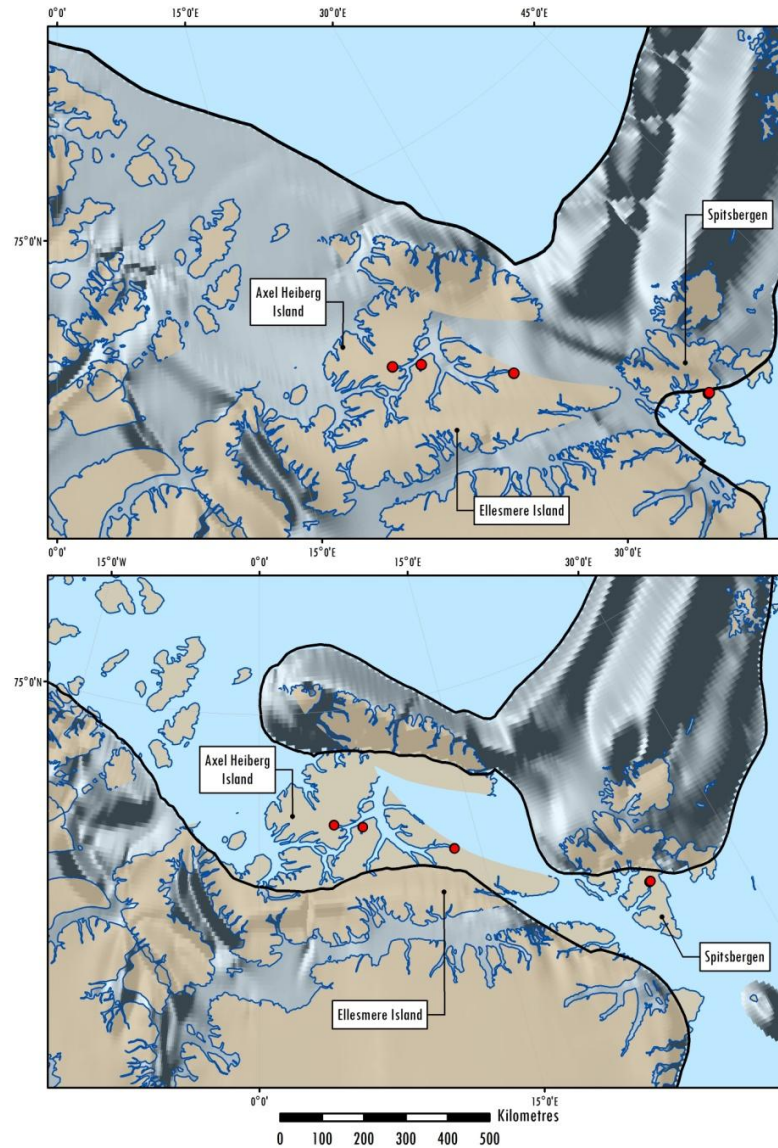 0°0'
15°0'E
30°0'E
45°0'E
75°0'N
Spitsbergen
Axel Heiberg
Island
Ellesmere Island
0°0'
15°0'E
30°0'E
15°0'W
0°0'
15°0'E
30°0'E
75°0'N
Axel Heiberg
Island
Spitsbergen
Ellesmere Island
0°0'
15°0'E
Kilometres
0 100 200 300 400 500